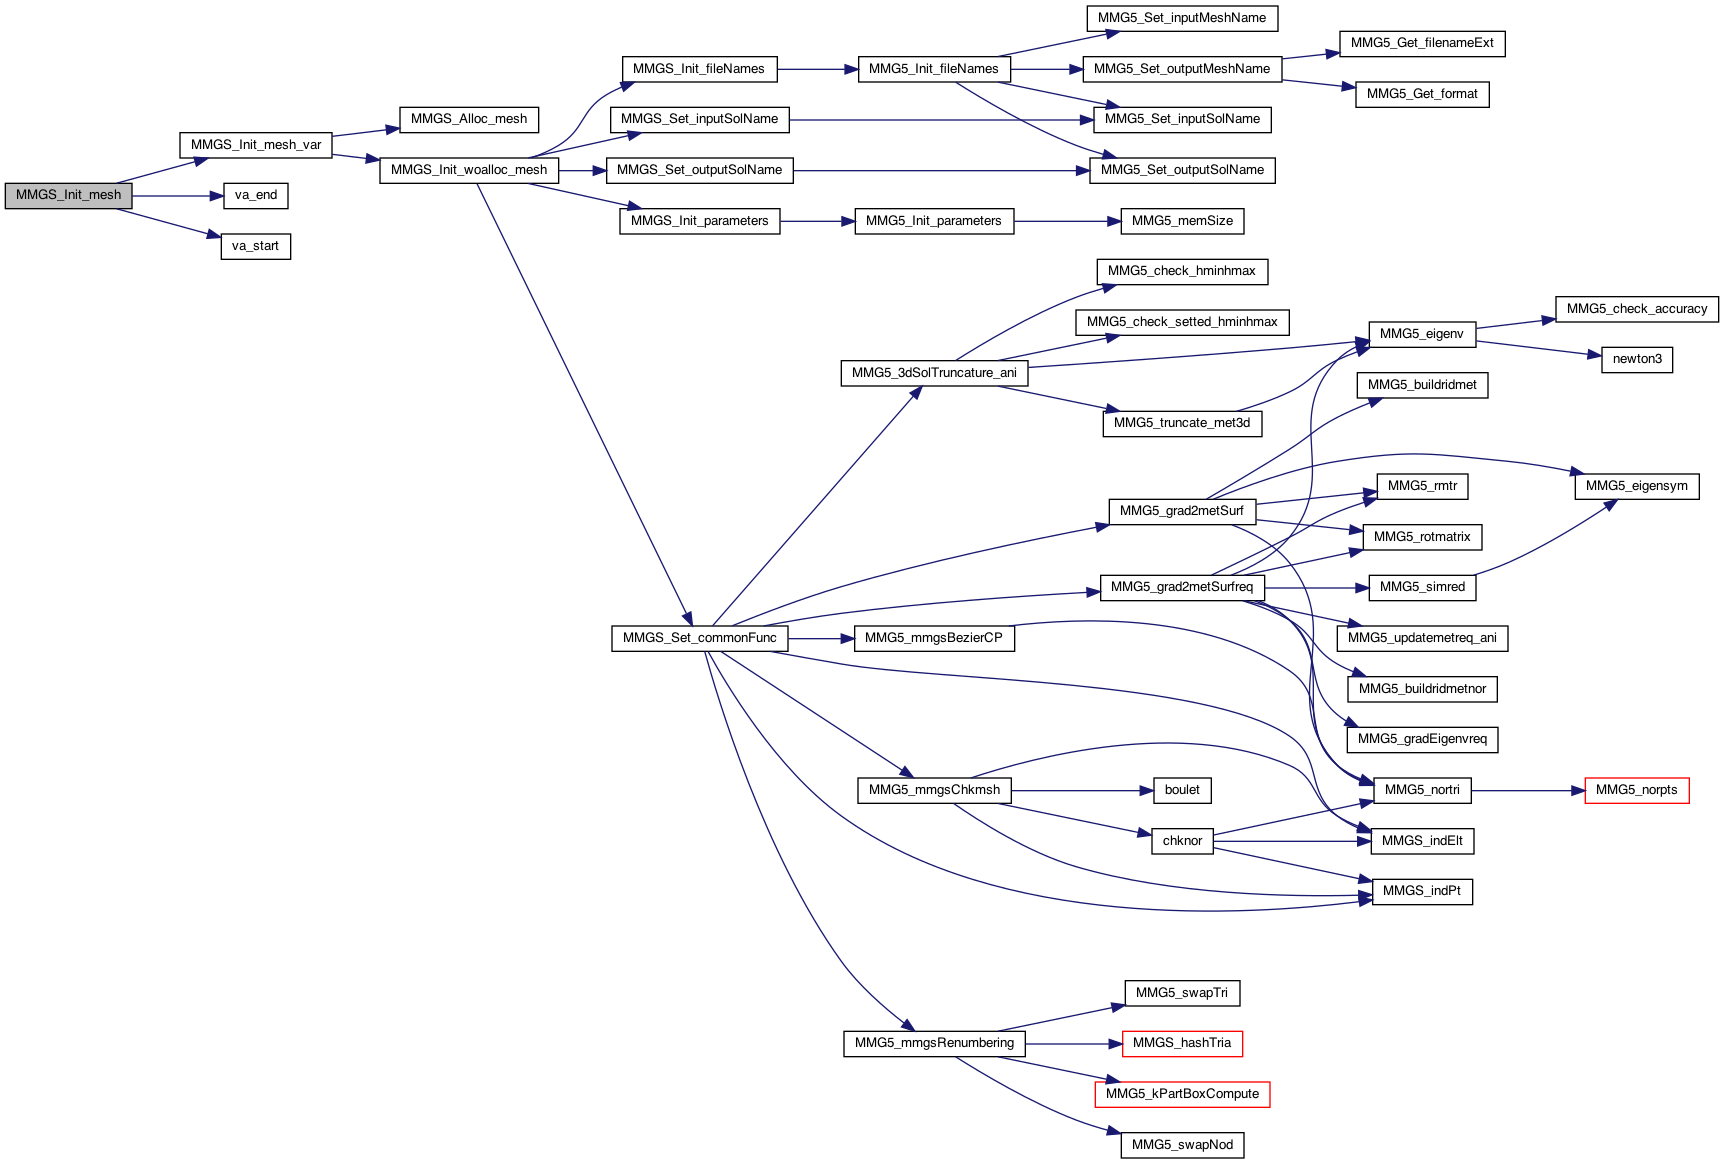 MMG5_Set_inputMeshName
MMG5_Get_filenameExt
MMGS_Init_fileNames
MMG5_Init_fileNames
MMG5_Set_outputMeshName
MMG5_Get_format
MMGS_Alloc_mesh
MMGS_Set_inputSolName
MMG5_Set_inputSolName
MMGS_Init_mesh_var
MMGS_Init_woalloc_mesh
MMGS_Set_outputSolName
MMG5_Set_outputSolName
MMGS_Init_mesh
va_end
MMGS_Init_parameters
MMG5_Init_parameters
MMG5_memSize
va_start
MMG5_check_hminhmax
MMG5_check_accuracy
MMG5_check_setted_hminhmax
MMG5_eigenv
newton3
MMG5_3dSolTruncature_ani
MMG5_buildridmet
MMG5_truncate_met3d
MMG5_rmtr
MMG5_eigensym
MMG5_grad2metSurf
MMG5_rotmatrix
MMG5_grad2metSurfreq
MMG5_simred
MMGS_Set_commonFunc
MMG5_mmgsBezierCP
MMG5_updatemetreq_ani
MMG5_buildridmetnor
MMG5_gradEigenvreq
MMG5_mmgsChkmsh
boulet
MMG5_nortri
MMG5_norpts
chknor
MMGS_indElt
MMGS_indPt
MMG5_swapTri
MMG5_mmgsRenumbering
MMGS_hashTria
MMG5_kPartBoxCompute
MMG5_swapNod